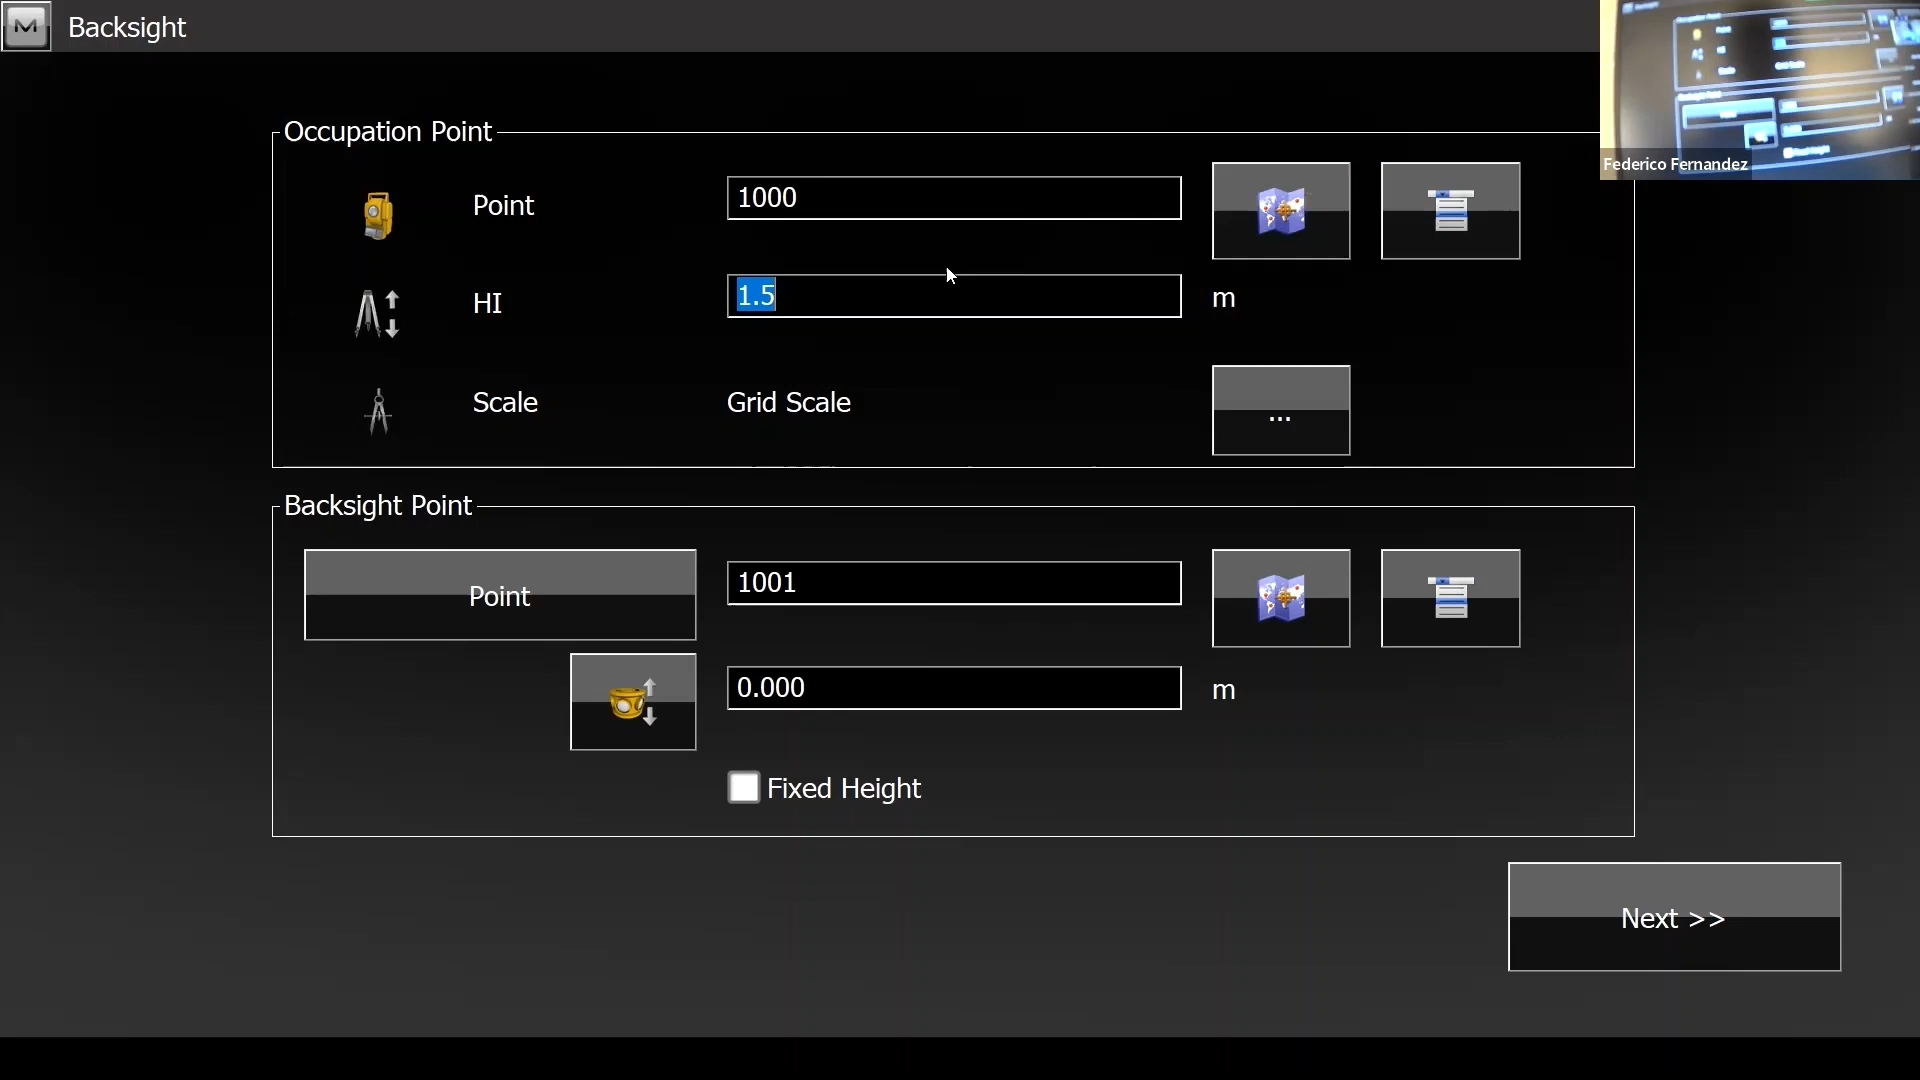 Backsight
Federico Fernandez
Occupation Point
Point
1000
HI
1.5
m
Scale
Grid Scale
...
Backsight Point
Point
1001
0.000
m
Fixed Height
Next >>